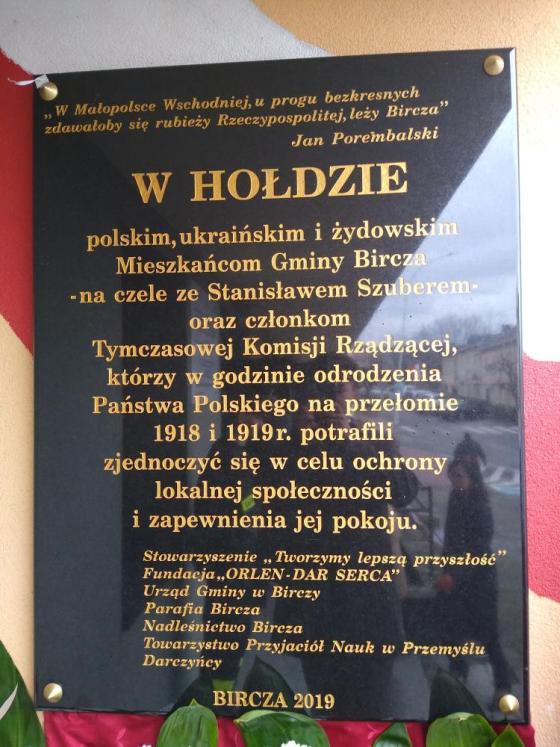 „W Małopolsce Wschodniej, u progu bezkresnych
zdawałoby się rubieży Rzeczypospolitej, leży Bircza"
Jan Porembalski
W HOŁDZIE
polskim, ukraińskim i żydowskim
Mieszkańcom Gminy Bircza
-na czele ze Stanisławem Szuberem-
oraz członkom
Tymczasowej Komisji Rządzącej,
którzy w godzinie odrodzenia
Państwa Polskiego na przełomie
1918 i 1919r. potrafili
zjednoczyć się w celu ochrony
lokalnej społeczności
i zapewnienia jej pokoju.
Stowarzyszenie „Tworzymy lepszą przyszłość"
Fundacja „ORLEN-DAR SERCA"
Urząd Gminy w Birczy
Parafia Bircza
Nadleśnictwo Bircza
Towarzystwo Przyjaciół Nauk w Przemyślu
Darczyńcy
BIRCZA 2019